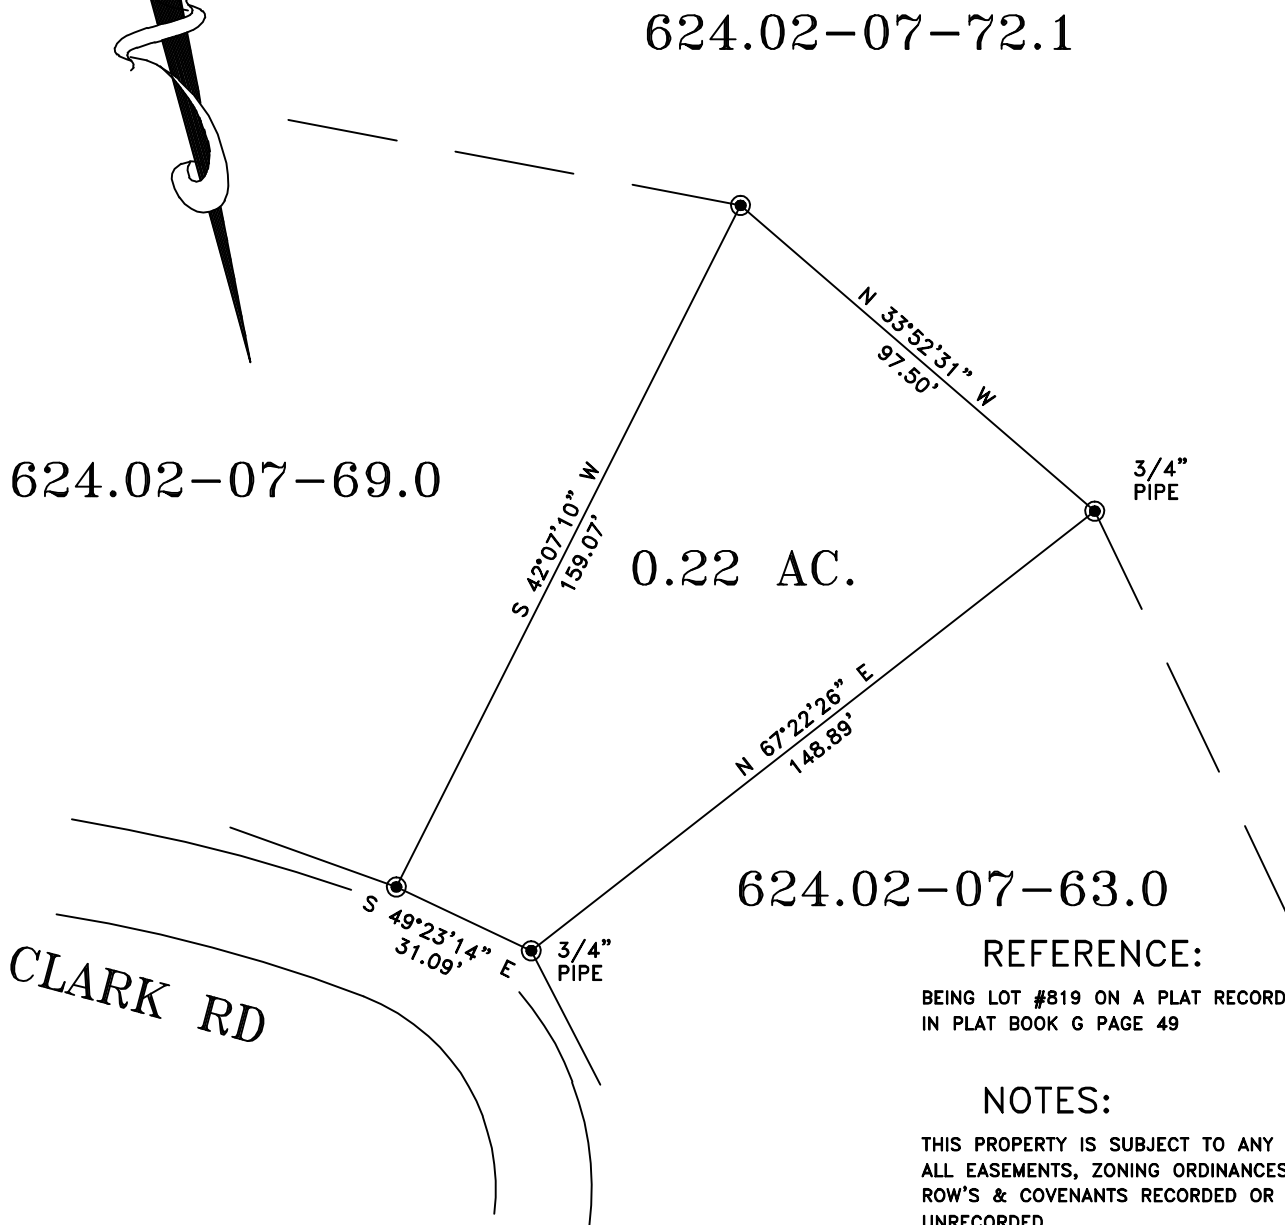 624.02-07-72.1
N 33°52'31" W
97.50'
3/4"
PIPE
624.02-07-69.0
S 42°07'10" W
159.07'
0.22 AC.
N 67°22'26" E
148.89'
624.02-07-63.0
S 49°23'14" E
31.09'
3/4"
PIPE
CLARK RD
REFERENCE:
BEING LOT #819 ON A PLAT RECORD
IN PLAT BOOK G PAGE 49
NOTES:
THIS PROPERTY IS SUBJECT TO ANY
ALL EASEMENTS, ZONING ORDINANCES
ROW'S & COVENANTS RECORDED OR
UNRECORDED